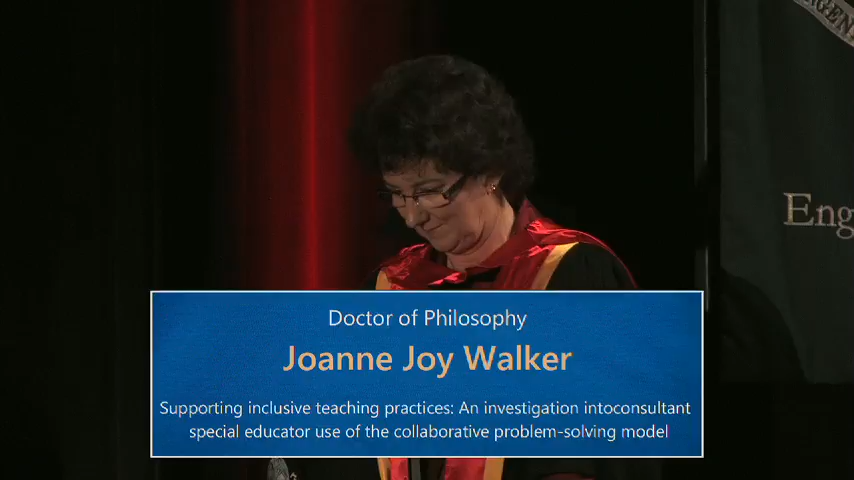 Eng
Doctor of Philosophy
Joanne Joy Walker
Supporting inclusive teaching practices: An investigation intoconsultant
special educator use of the collaborative problem-solving model